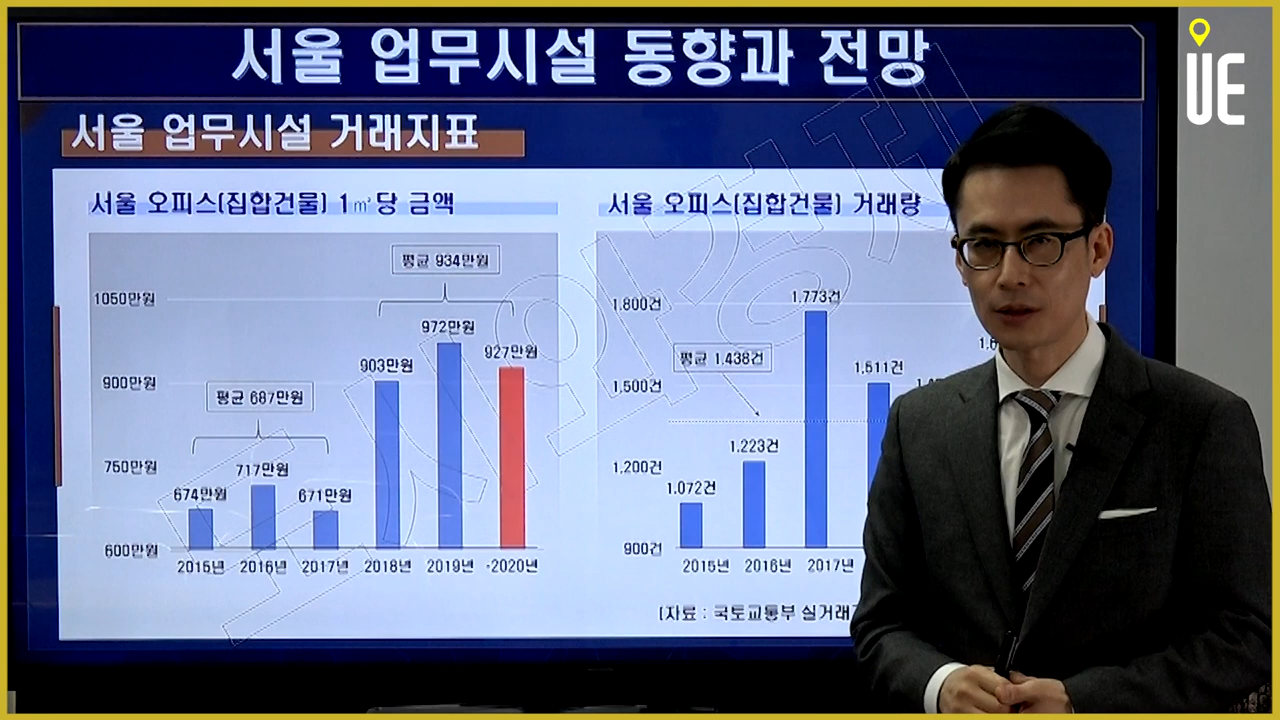 서울 업무시설 동향과 전망
UE
서울 업무시설 거래지표
서울 오피스(집합건물) 1㎡당 금액
1050만원
900만원
750만원
600만원
평균 687만원
평균 934만원
674만원
717만원
671만원
903만원
972만원
927만원
2015년
2016년
2017년
2018년
2019년
-2020년
서울 오피스(집합건물) 거래량
1.800건
1,500건
1,200건
900건
평균 1,438건
1.072건
1.223건
1.773건
1,511건
2015년
2016년
2017년
(자료 : 국토교통부 실거래